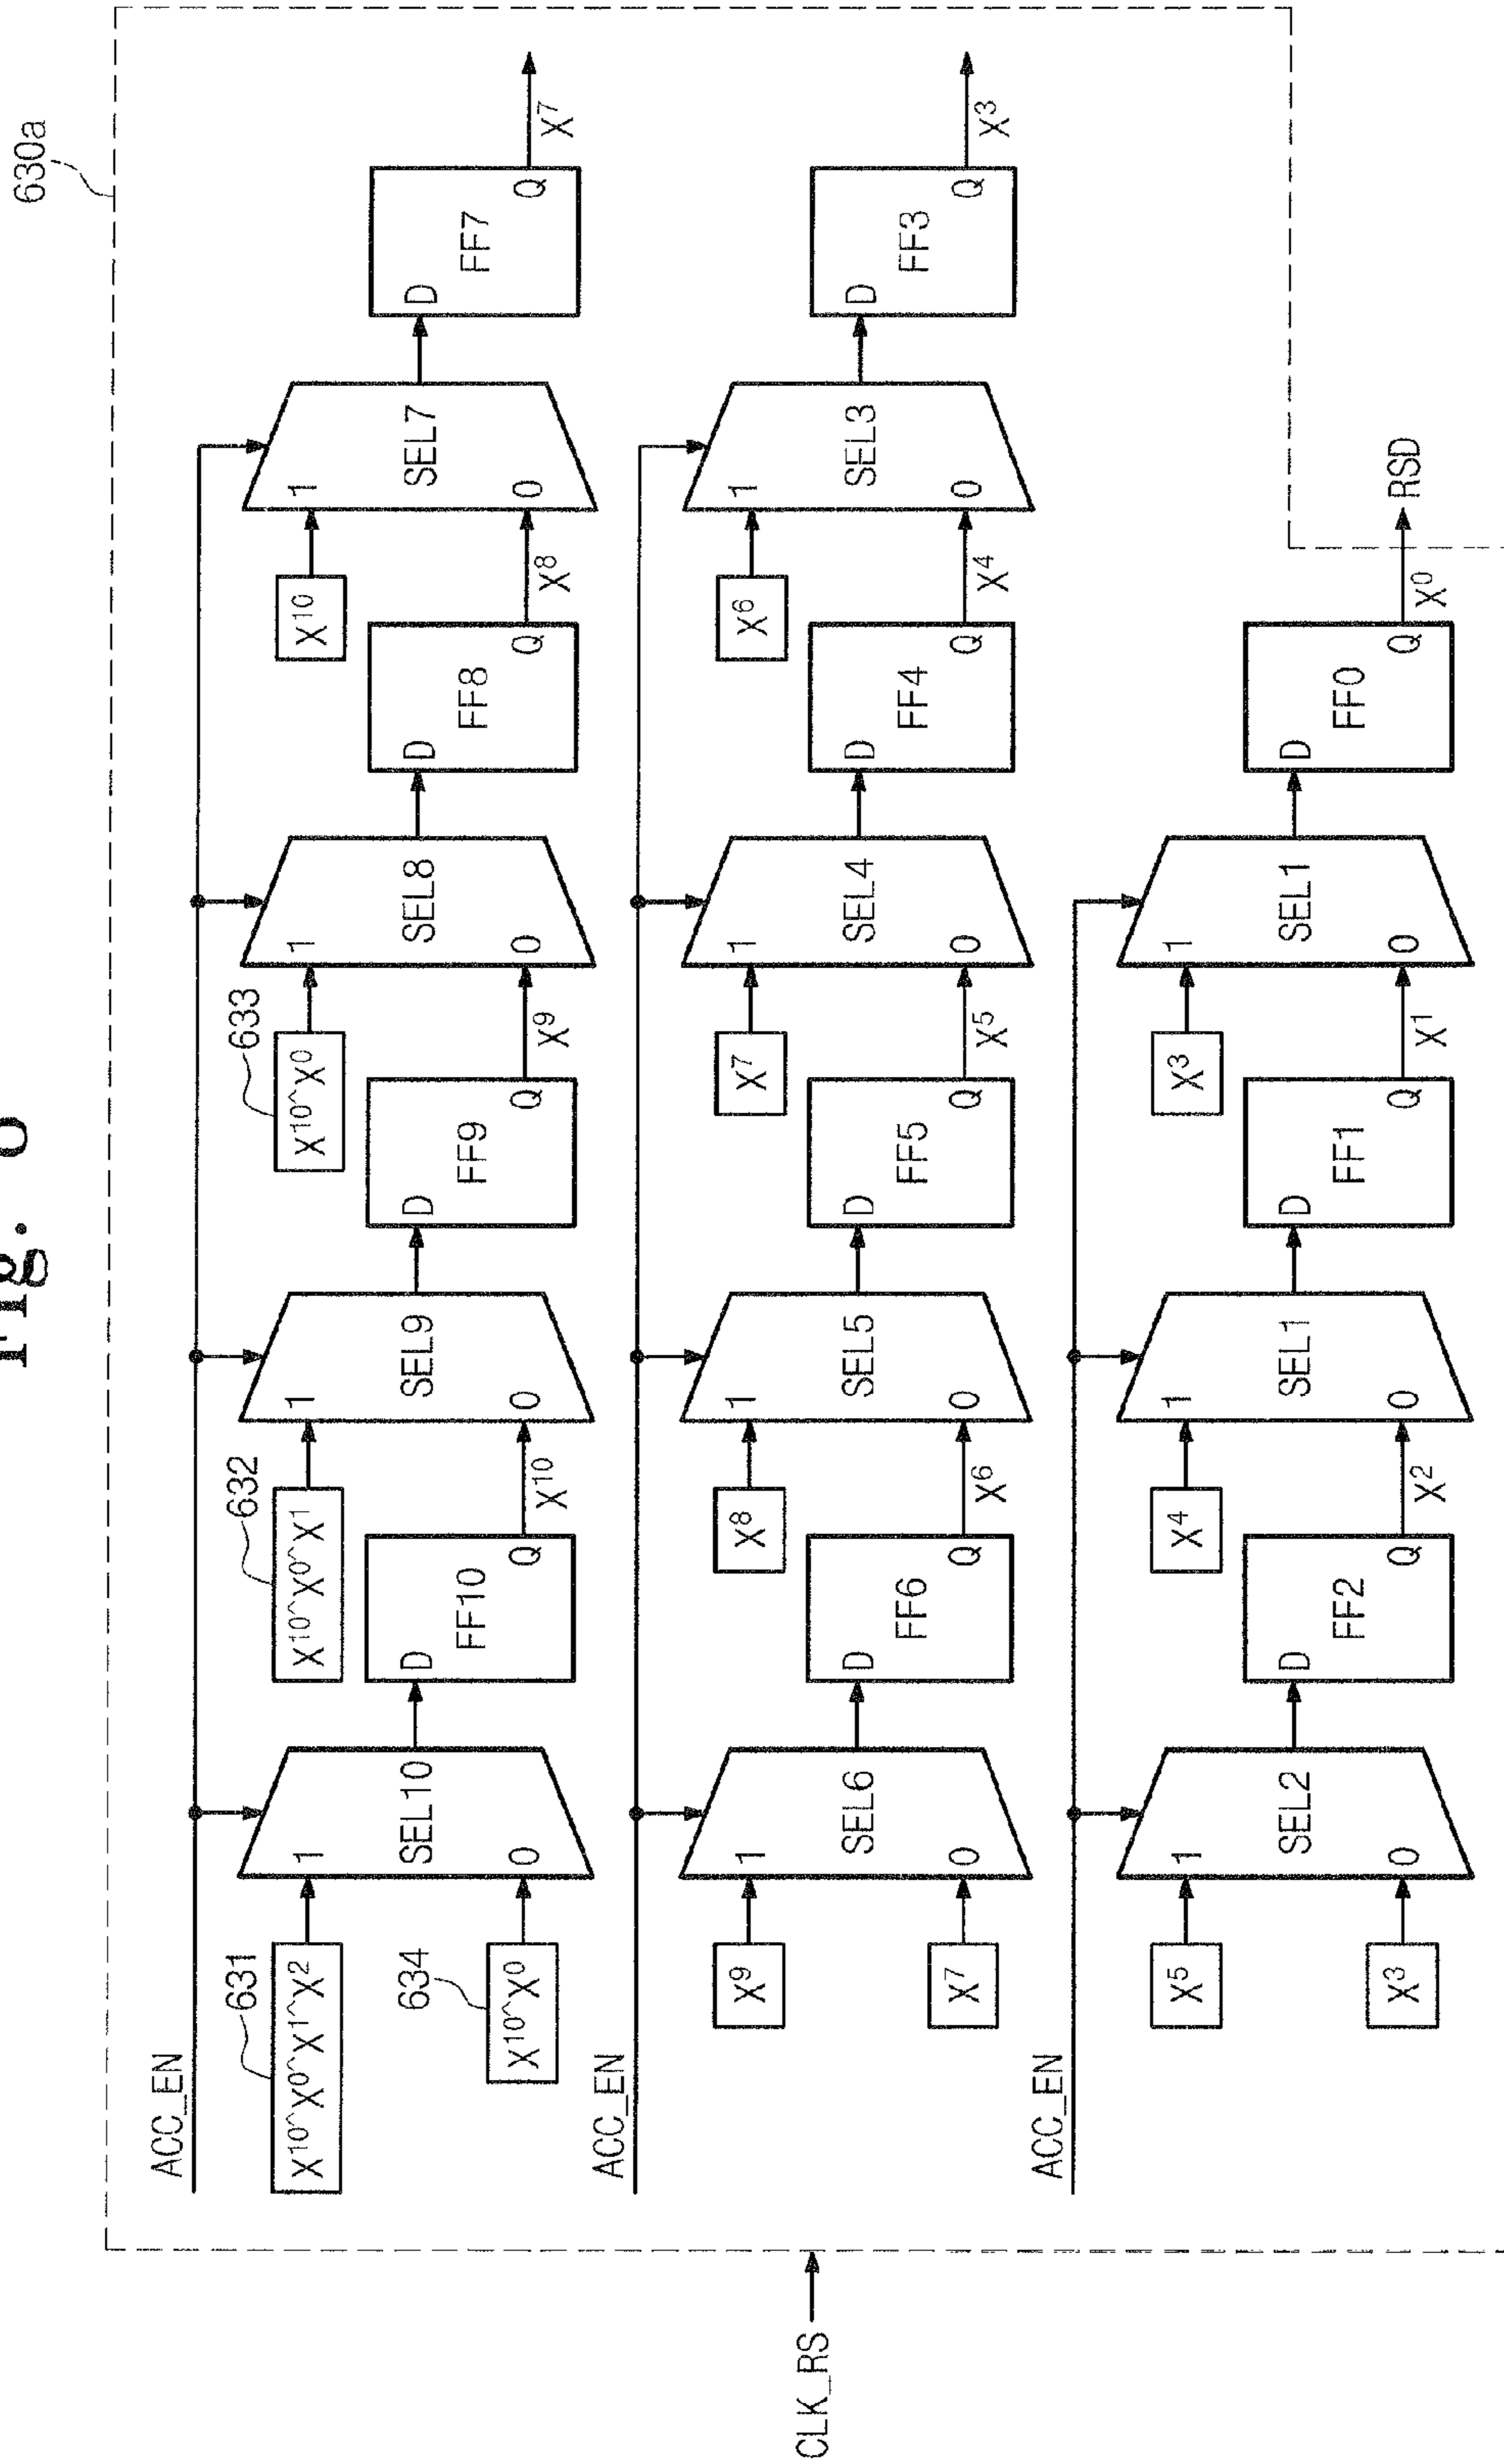 Fig.
630a
ACC_EN
631
632
633
X¹⁰^X⁰^X¹^X²
X¹⁰^X⁰^X¹
X¹⁰^X⁰
X¹⁰
634
X¹⁰^X⁰
1
0
SEL10
D
FF10
Q
X¹⁰
1
0
SEL9
D
FF9
Q
X⁹
1
0
SEL8
D
FF8
Q
X⁸
1
0
SEL7
D
FF7
Q
X⁷
ACC_EN
X⁹
X⁷
1
0
SEL6
D
FF6
Q
X⁶
X⁸
1
0
SEL5
D
FF5
Q
X⁵
X⁷
1
0
SEL4
D
FF4
Q
X⁴
X⁶
1
0
SEL3
D
FF3
Q
X³
CLK_RS
ACC_EN
X⁵
X³
1
0
SEL2
D
FF2
Q
X²
X⁴
1
0
SEL1
D
FF1
Q
X¹
X³
1
0
SEL1
D
FF0
Q
X⁰
RSD